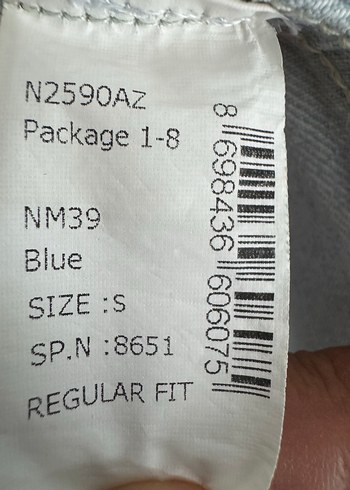 N2590AZ
Package 1-8
NM39
Blue
SIZE :S
SP.N :8651
REGULAR FIT
8 698436 606075